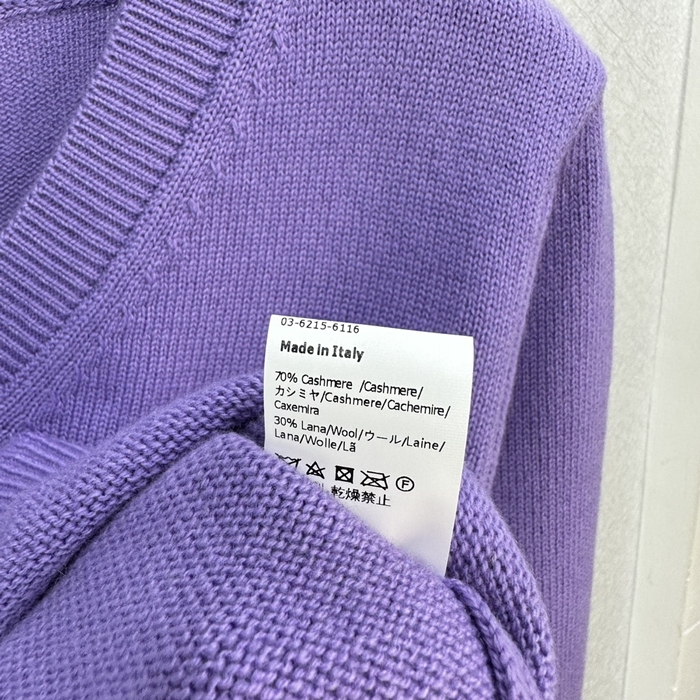 03-6215-6116
Made in Italy
70% Cashmere /Cashmere/
カシミヤ/Cashmere/Cachemire/
Caxemira
30% Lana/Wool/ウール/Laine/
Lana/Wolle/Lã
F
乾燥禁止